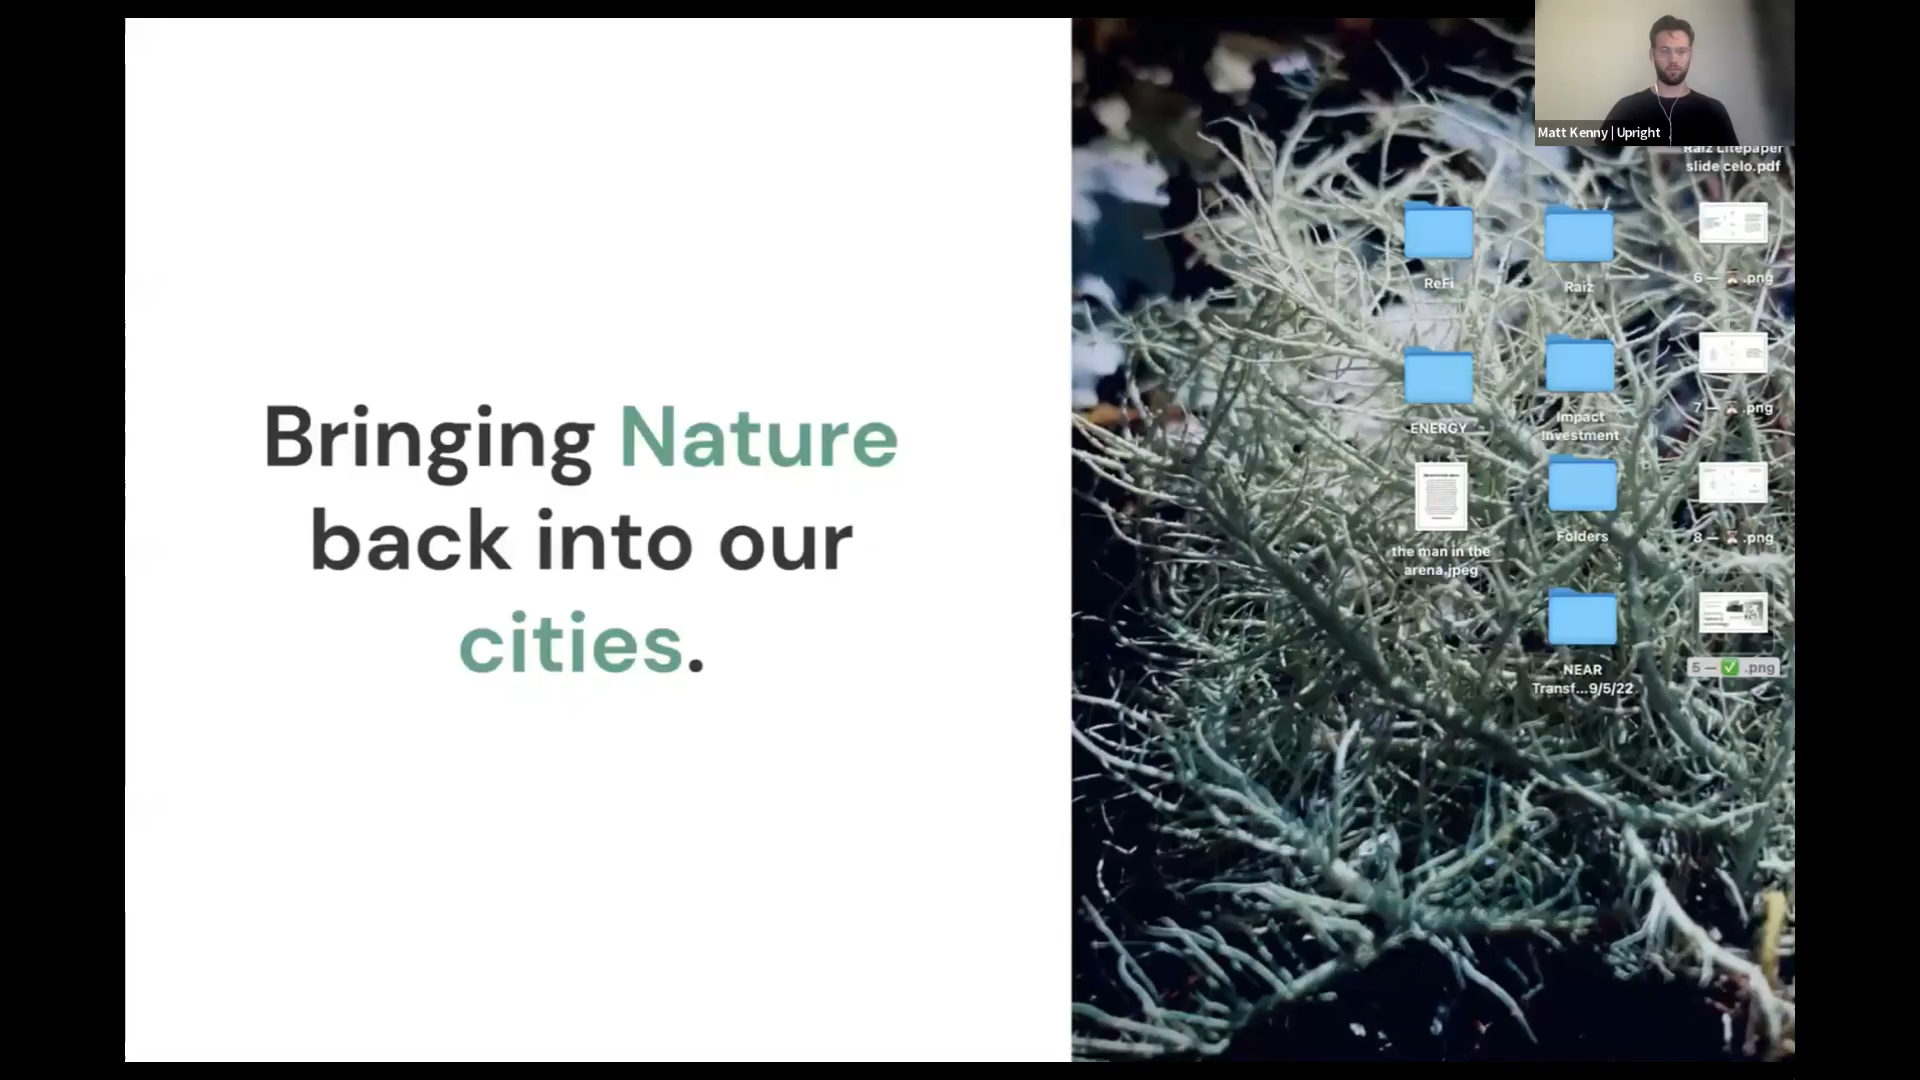 Bringing Nature
back into our
cities.
Matt Kenny | Upright
Raiz Litepaper
slide celo.pdf
ReFi
Raiz
6 — ⌛ .png
ENERGY
Impact
Investment
7 — ⌛ .png
the man in the
arena.jpeg
Folders
8 — ⌛ .png
NEAR
Transf...9/5/22
5 — ✅ .png